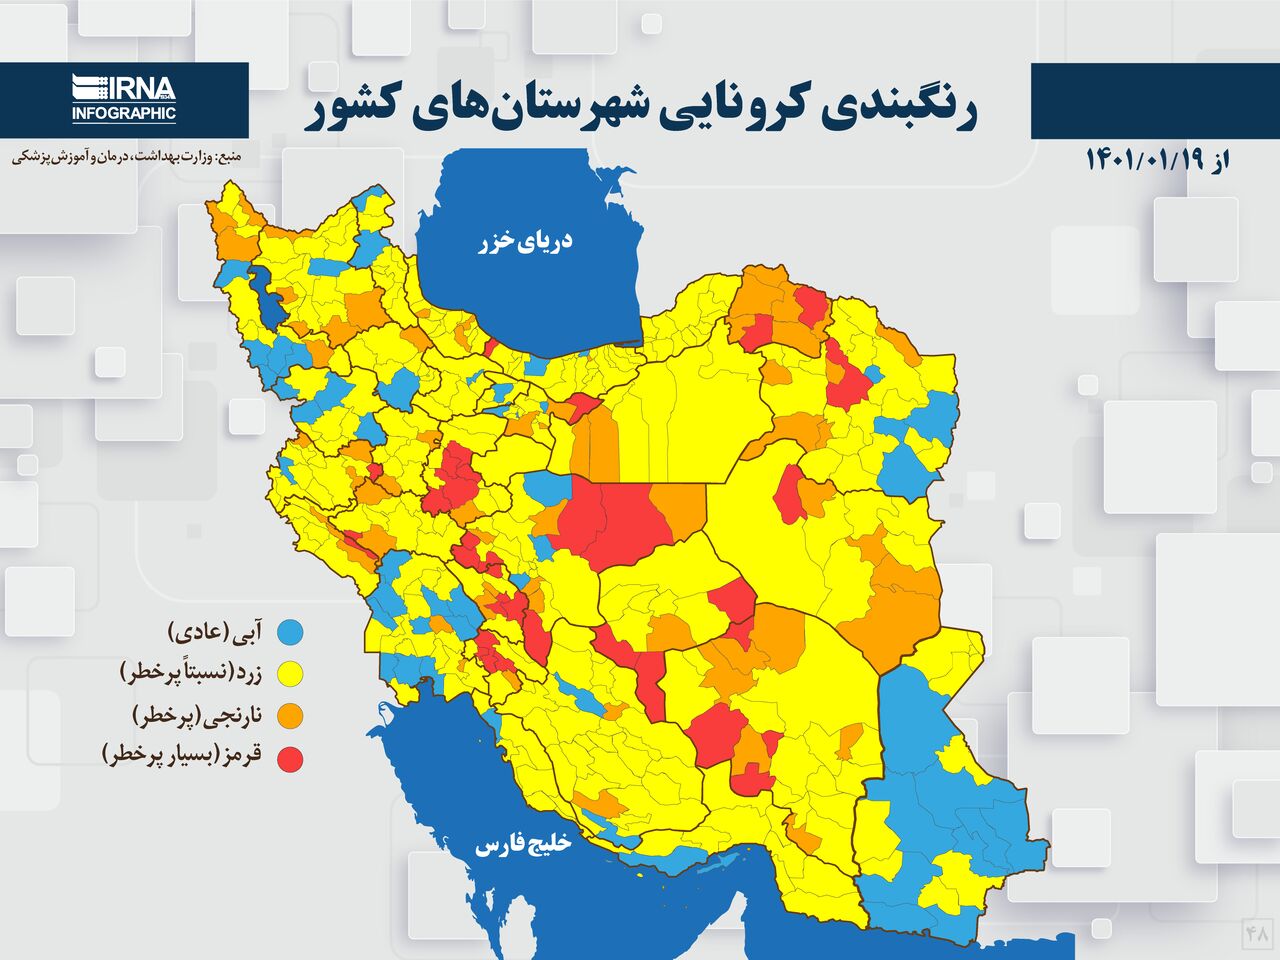 IRNA
INFOGRAPHIC
رنگبندی کرونایی شهرستان‌های کشور
از ۱۴۰۱/۰۱/۱۹
منبع: وزارت بهداشت، درمان و آموزش پزشکی
دریای خزر
آبی (عادی)
زرد (نسبتاً پرخطر)
نارنجی (پرخطر)
قرمز (بسیار پرخطر)
خلیج فارس
۴۸